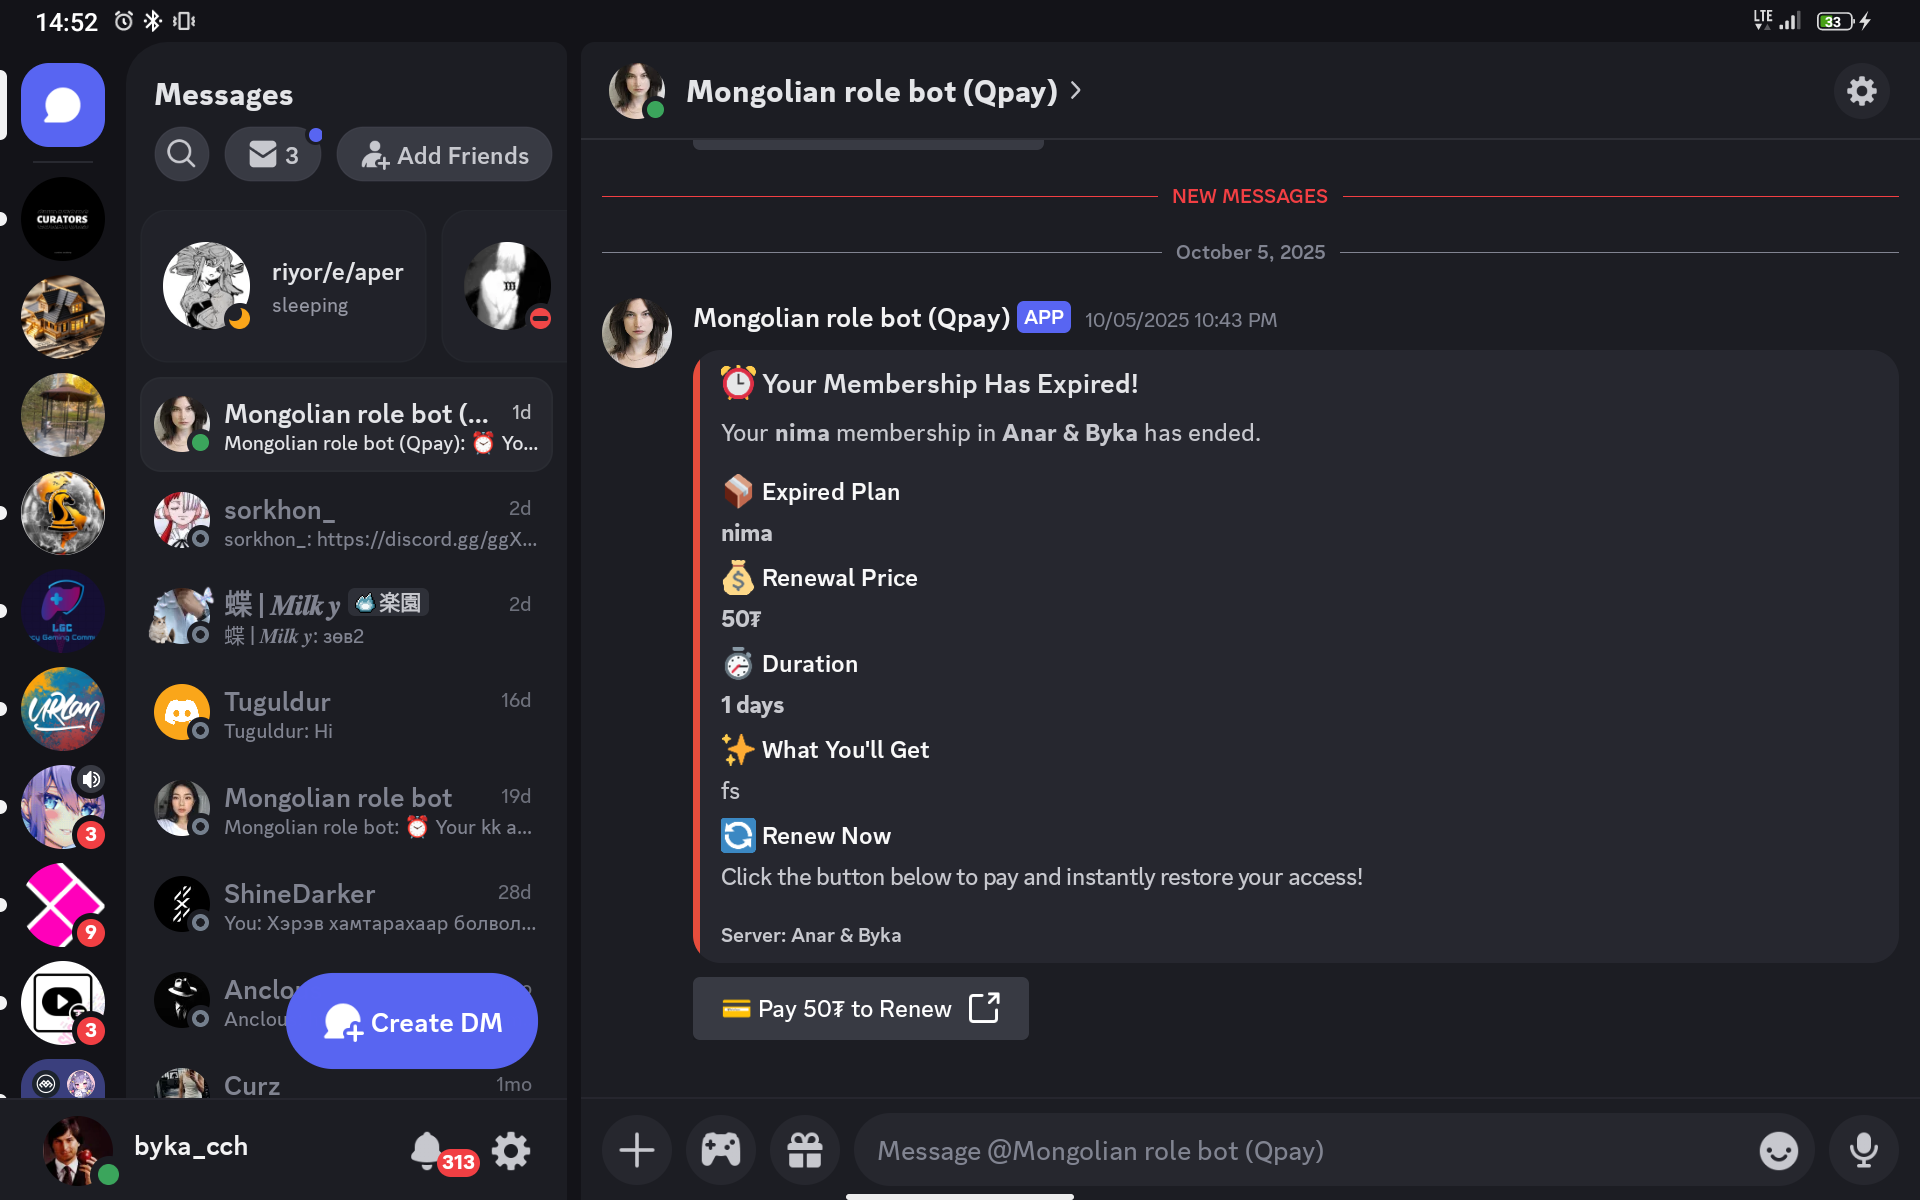 14:52
LTE
33
Messages
3
Add Friends
CURATORS
riyor/e/aper
sleeping
Mongolian role bot (...
1d
Mongolian role bot (Qpay): ⏰ Yo...
sorkhon_
2d
sorkhon_: https://discord.gg/ggX...
蝶 | 𝑴𝒊𝒍𝒌 𝒚 楽園
2d
蝶 | 𝑴𝒊𝒍𝒌 𝒚: зөв2
LGC
cy Gaming Comm
Tuguldur
16d
Tuguldur: Hi
URLAN
Mongolian role bot
19d
Mongolian role bot: ⏰ Your kk a...
3
ShineDarker
28d
You: Хэрэв хамтарахаар болвол...
9
Anclo
Anclou
3
Create DM
Curz
1mo
byka_cch
313
Mongolian role bot (Qpay)
NEW MESSAGES
October 5, 2025
Mongolian role bot (Qpay) APP 10/05/2025 10:43 PM
⏰ Your Membership Has Expired!
Your nima membership in Anar & Byka has ended.
📦 Expired Plan
nima
💰 Renewal Price
50₮
⏱ Duration
1 days
✨ What You'll Get
fs
🔄 Renew Now
Click the button below to pay and instantly restore your access!
Server: Anar & Byka
💳 Pay 50₮ to Renew
Message @Mongolian role bot (Qpay)